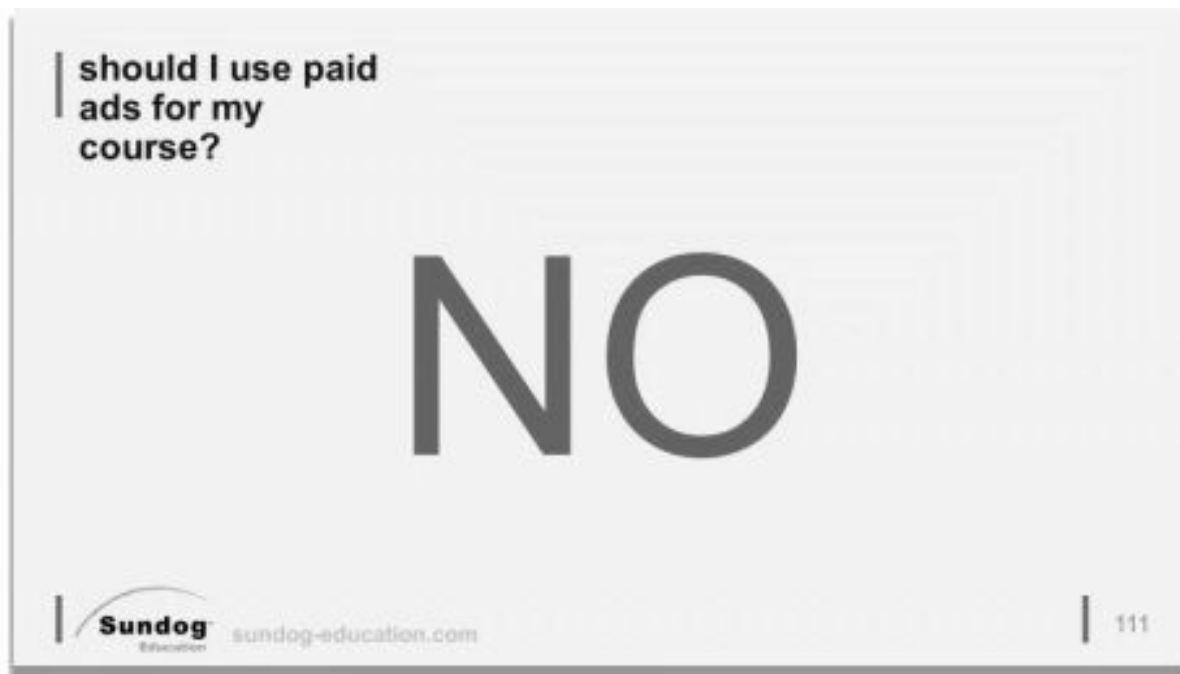 should I use paid
ads for my
course?
NO
Sundog
Education
sundog-education.com
111